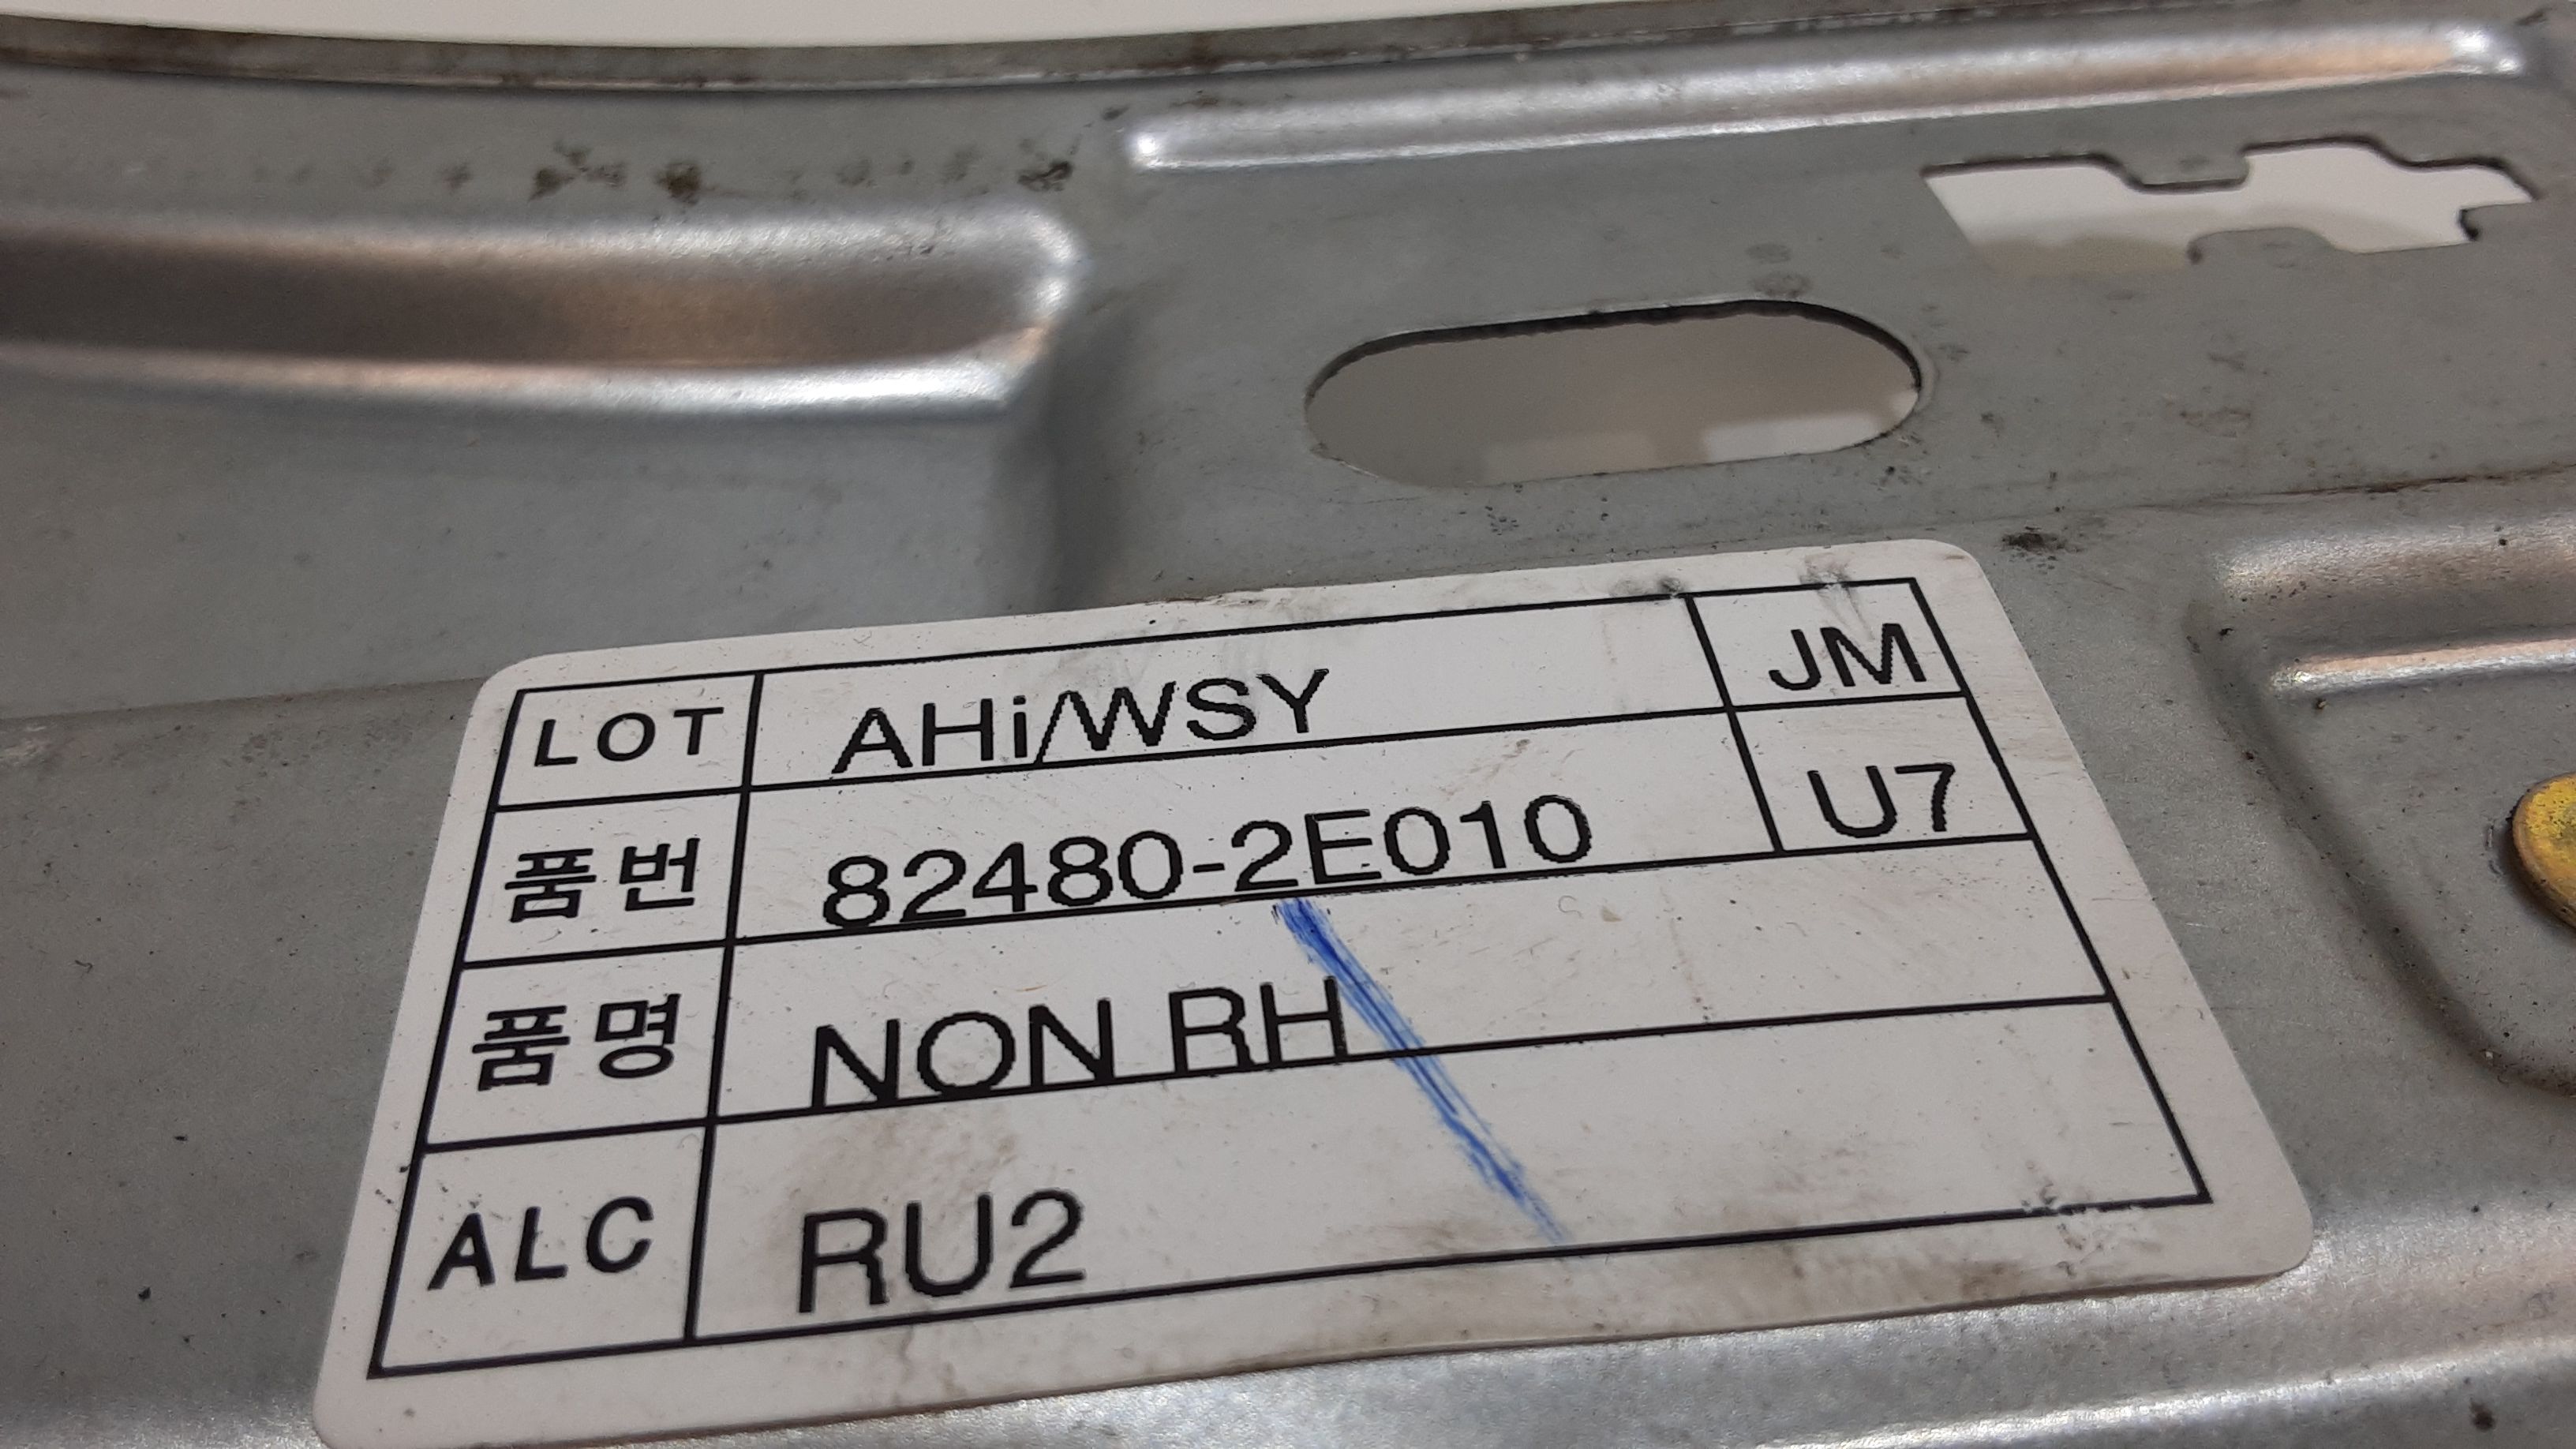 LOT AHi/WSY JM
품번 82480-2E010 U7
품명 NON RH
ALC RU2